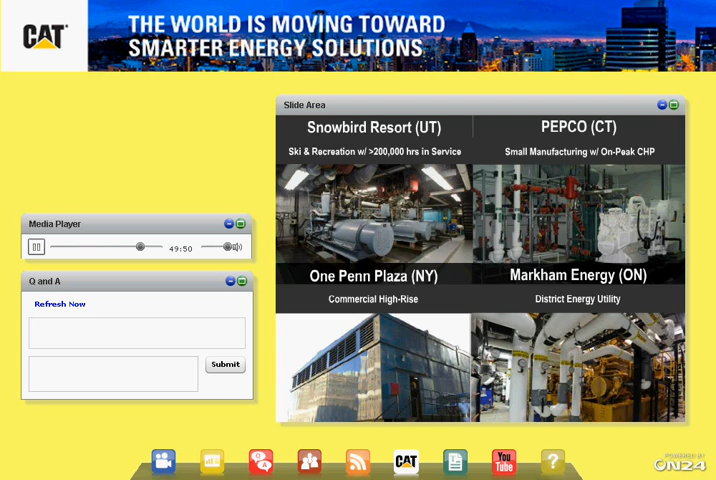 CAT
THE WORLD IS MOVING TOWARD
SMARTER ENERGY SOLUTIONS
Slide Area
Snowbird Resort (UT)
PEPCO (CT)
Ski & Recreation w/ >200,000 hrs in Service
Small Manufacturing w/ On-Peak CHP
Media Player
49:50
One Penn Plaza (NY)
Markham Energy (ON)
Commercial High-Rise
District Energy Utility
Q and A
Refresh Now
Submit
Q
A
CAT
You
Tube
?
POWERED BY
ON24